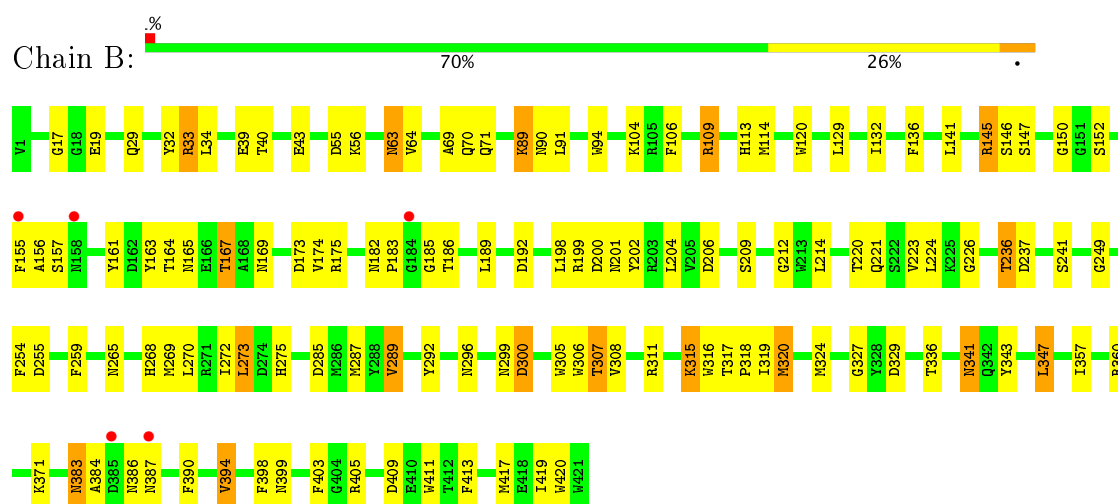 .%
Chain B:
70% 26% •
V1 G17 G18 E19 Q29 Y32 R33 L34 E39 T40 E43 D55 K56 N63 V64 A69 Q70 Q71 K89 N90 L91 W94 K104 R105 F106 R109 H113 M114 W120 L129 I132 F136 L141 R145 S146 S147 G150 G151 S152
F155 A156 S157 N158 Y161 D162 Y163 T164 N165 E166 T167 A168 N169 D173 V174 R175 N182 P183 G184 G185 T186 L189 D192 L198 R199 D200 N201 Y202 R203 L204 V205 D206 S209 G212 W213 L214 T220 Q221 S222 V223 L224 K225 G226 T236 D237 S241 G249
F254 D255 F259 N265 H268 M269 L270 R271 I272 L273 D274 H275 D285 M286 M287 Y288 V289 Y292 N296 N299 D300 W305 W306 T307 V308 R311 K315 W316 T317 P318 I319 M320 M324 G327 Y328 D329 T336 N341 Q342 Y343 L347 I357 R360
K371 N383 A384 D385 N386 N387 F390 V394 F398 N399 F403 G404 R405 D409 E410 W411 T412 F413 M417 E418 I419 W420 W421